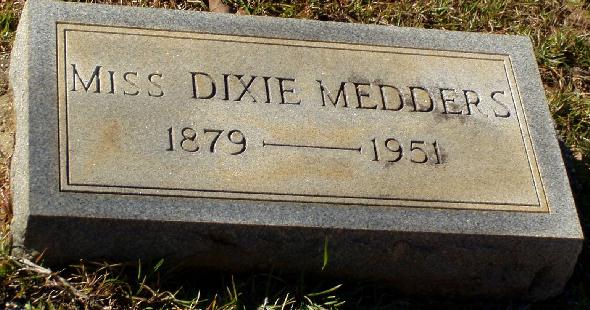 MISS DIXIE MEDDERS
1879 — 1951